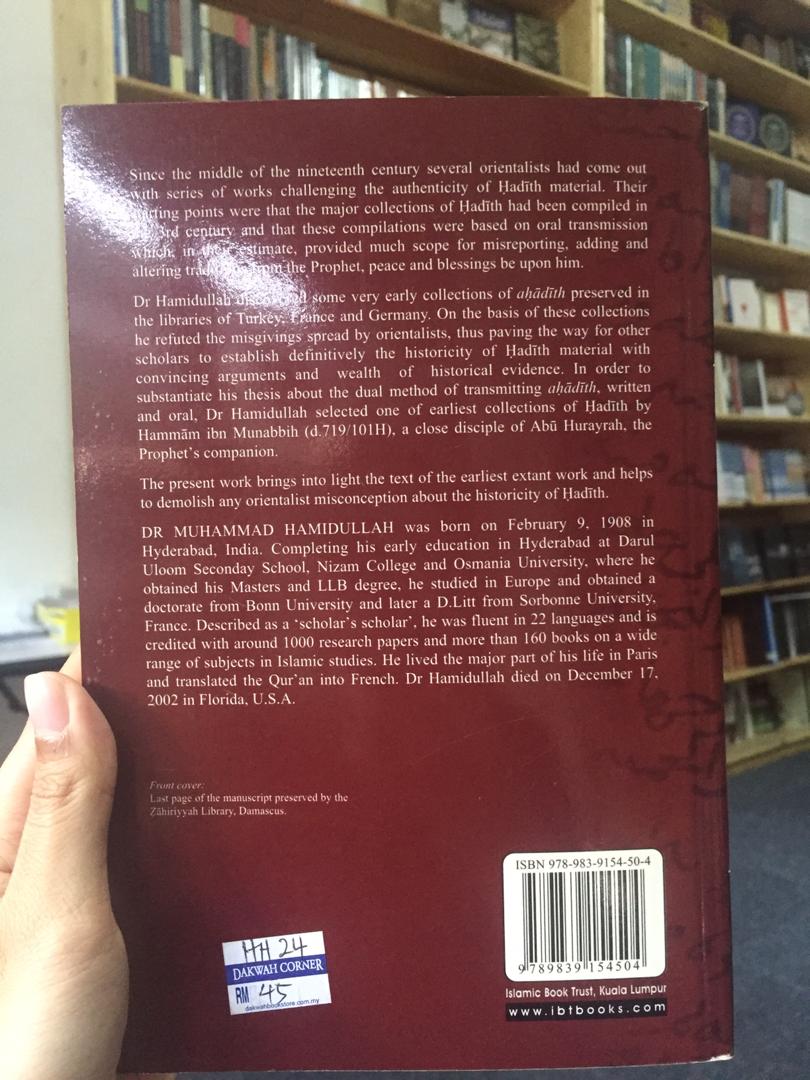 Since the middle of the nineteenth century several orientalists had come out
with series of works challenging the authenticity of Ḥadīth material. Their
points were that the major collections of Ḥadīth had been compiled in
3rd century and that these compilations were based on oral transmission
which, in their estimate, provided much scope for misreporting, adding and
altering from the Prophet, peace and blessings be upon him.
Dr Hamidullah discovered some very early collections of aḥādīth preserved in
the libraries of Turkey, France and Germany. On the basis of these collections
he refuted the misgivings spread by orientalists, thus paving the way for other
scholars to establish definitively the historicity of Ḥadīth material with
convincing arguments and wealth of historical evidence. In order to
substantiate his thesis about the dual method of transmitting aḥādīth, written
and oral, Dr Hamidullah selected one of earliest collections of Ḥadīth by
Hammām ibn Munabbih (d.719/101H), a close disciple of Abū Hurayrah, the
Prophet's companion.
The present work brings into light the text of the earliest extant work and helps
to demolish any orientalist misconception about the historicity of Ḥadīth.
DR MUHAMMAD HAMIDULLAH was born on February 9, 1908 in
Hyderabad, India. Completing his early education in Hyderabad at Darul
Uloom Seconday School, Nizam College and Osmania University, where he
obtained his Masters and LLB degree, he studied in Europe and obtained a
doctorate from Bonn University and later a D.Litt from Sorbonne University,
France. Described as a 'scholar's scholar', he was fluent in 22 languages and is
credited with around 1000 research papers and more than 160 books on a wide
range of subjects in Islamic studies. He lived the major part of his life in Paris
and translated the Qur'an into French. Dr Hamidullah died on December 17,
2002 in Florida, U.S.A.
Front cover:
Last page of the manuscript preserved by the
Ẓāhiriyyah Library, Damascus.
ISBN 978-983-9154-50-4
9 789839 154504
Islamic Book Trust, Kuala Lumpur
www.ibtbooks.com
HH 24
DAKWAH CORNER
RM 45
dakwahbookstore.com.my